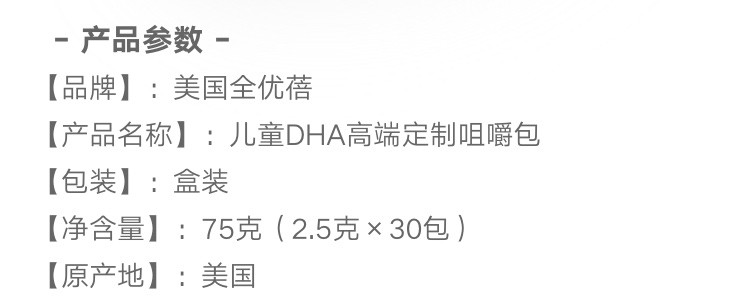 - 产品参数 -
【品牌】：美国全优蓓
【产品名称】：儿童DHA高端定制咀嚼包
【包装】：盒装
【净含量】：75克（2.5克×30包）
【原产地】：美国